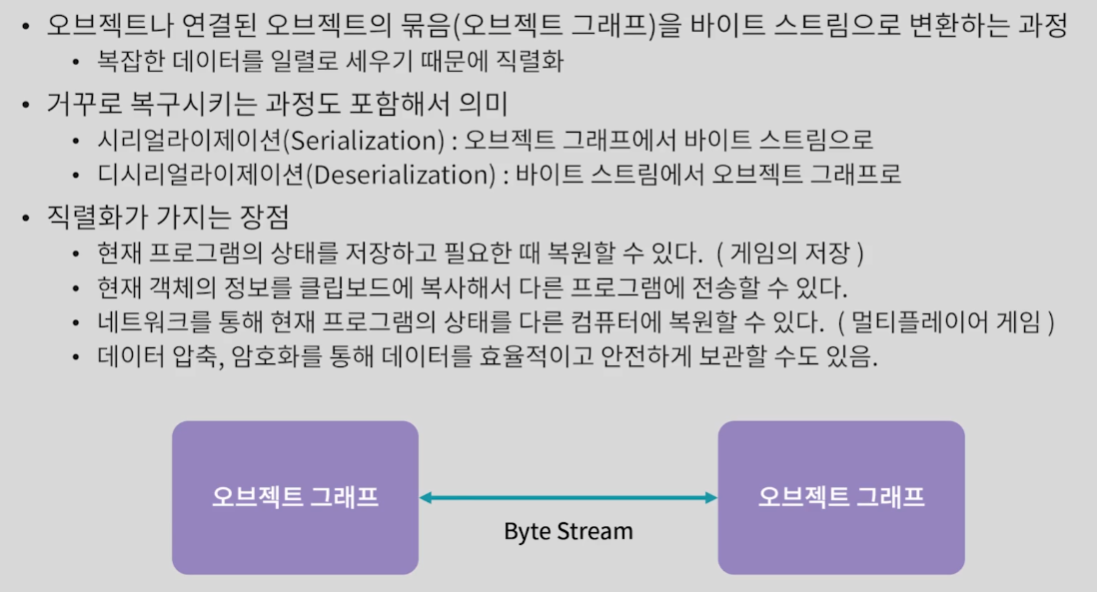 • 오브젝트나 연결된 오브젝트의 묶음(오브젝트 그래프)을 바이트 스트림으로 변환하는 과정
• 복잡한 데이터를 일렬로 세우기 때문에 직렬화
• 거꾸로 복구시키는 과정도 포함해서 의미
• 시리얼라이제이션(Serialization) : 오브젝트 그래프에서 바이트 스트림으로
• 디시리얼라이제이션(Deserialization) : 바이트 스트림에서 오브젝트 그래프로
• 직렬화가 가지는 장점
• 현재 프로그램의 상태를 저장하고 필요한 때 복원할 수 있다. ( 게임의 저장 )
• 현재 객체의 정보를 클립보드에 복사해서 다른 프로그램에 전송할 수 있다.
• 네트워크를 통해 현재 프로그램의 상태를 다른 컴퓨터에 복원할 수 있다. ( 멀티플레이어 게임 )
• 데이터 압축, 암호화를 통해 데이터를 효율적이고 안전하게 보관할 수도 있음.
오브젝트 그래프
오브젝트 그래프
Byte Stream